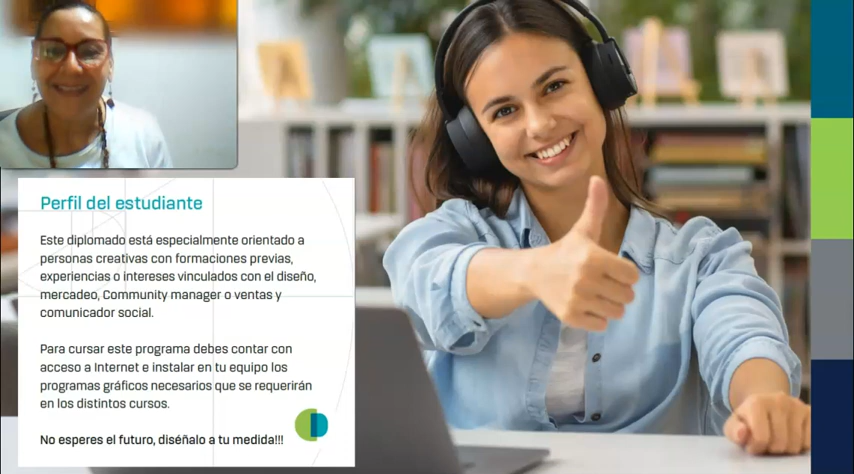 Perfil del estudiante
Este diplomado está especialmente orientado a
personas creativas con formaciones previas,
experiencias o intereses vinculados con el diseño,
mercadeo, Community manager o ventas y
comunicador social.
Para cursar este programa debes contar con
acceso a Internet e instalar en tu equipo los
programas gráficos necesarios que se requerirán
en los distintos cursos.
No esperes el futuro, diséñalo a tu medida!!!